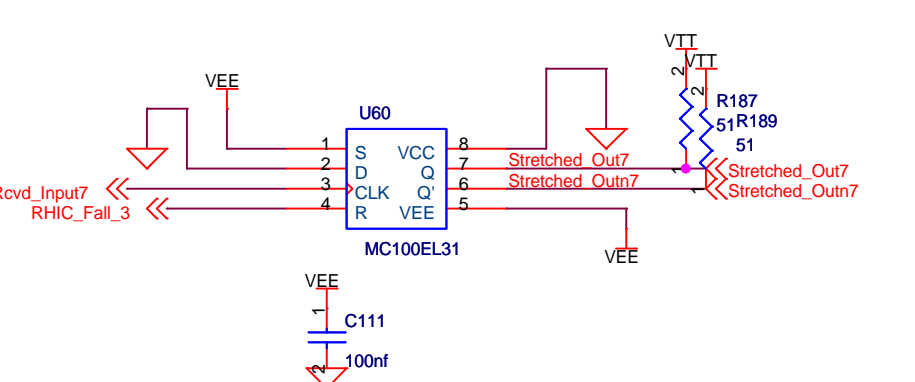 VTT
VTT
VEE
2
2
U60
R187
51
R189
51
1
S
VCC
8
2
D
Q
7
Stretched_Out7
1
Stretched_Out7
3
CLK
Q'
6
Stretched_Outn7
1
Stretched_Outn7
Rcvd_Input7
4
R
VEE
5
RHIC_Fall_3
MC100EL31
VEE
VEE
1
C111
100nf
2